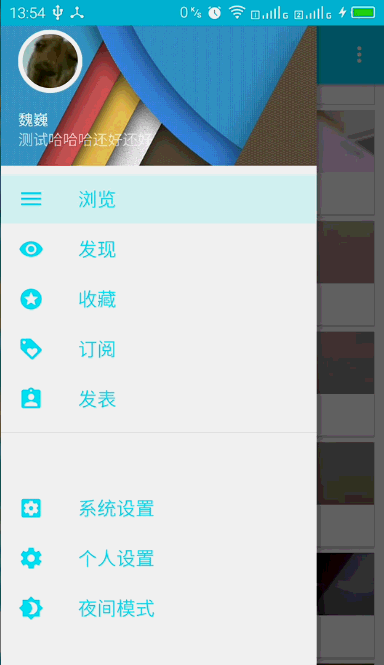 13:54 0 K/s 1 G 2 G
魏巍
测试哈哈哈还好还好
浏览
发现
收藏
订阅
发表
系统设置
个人设置
夜间模式